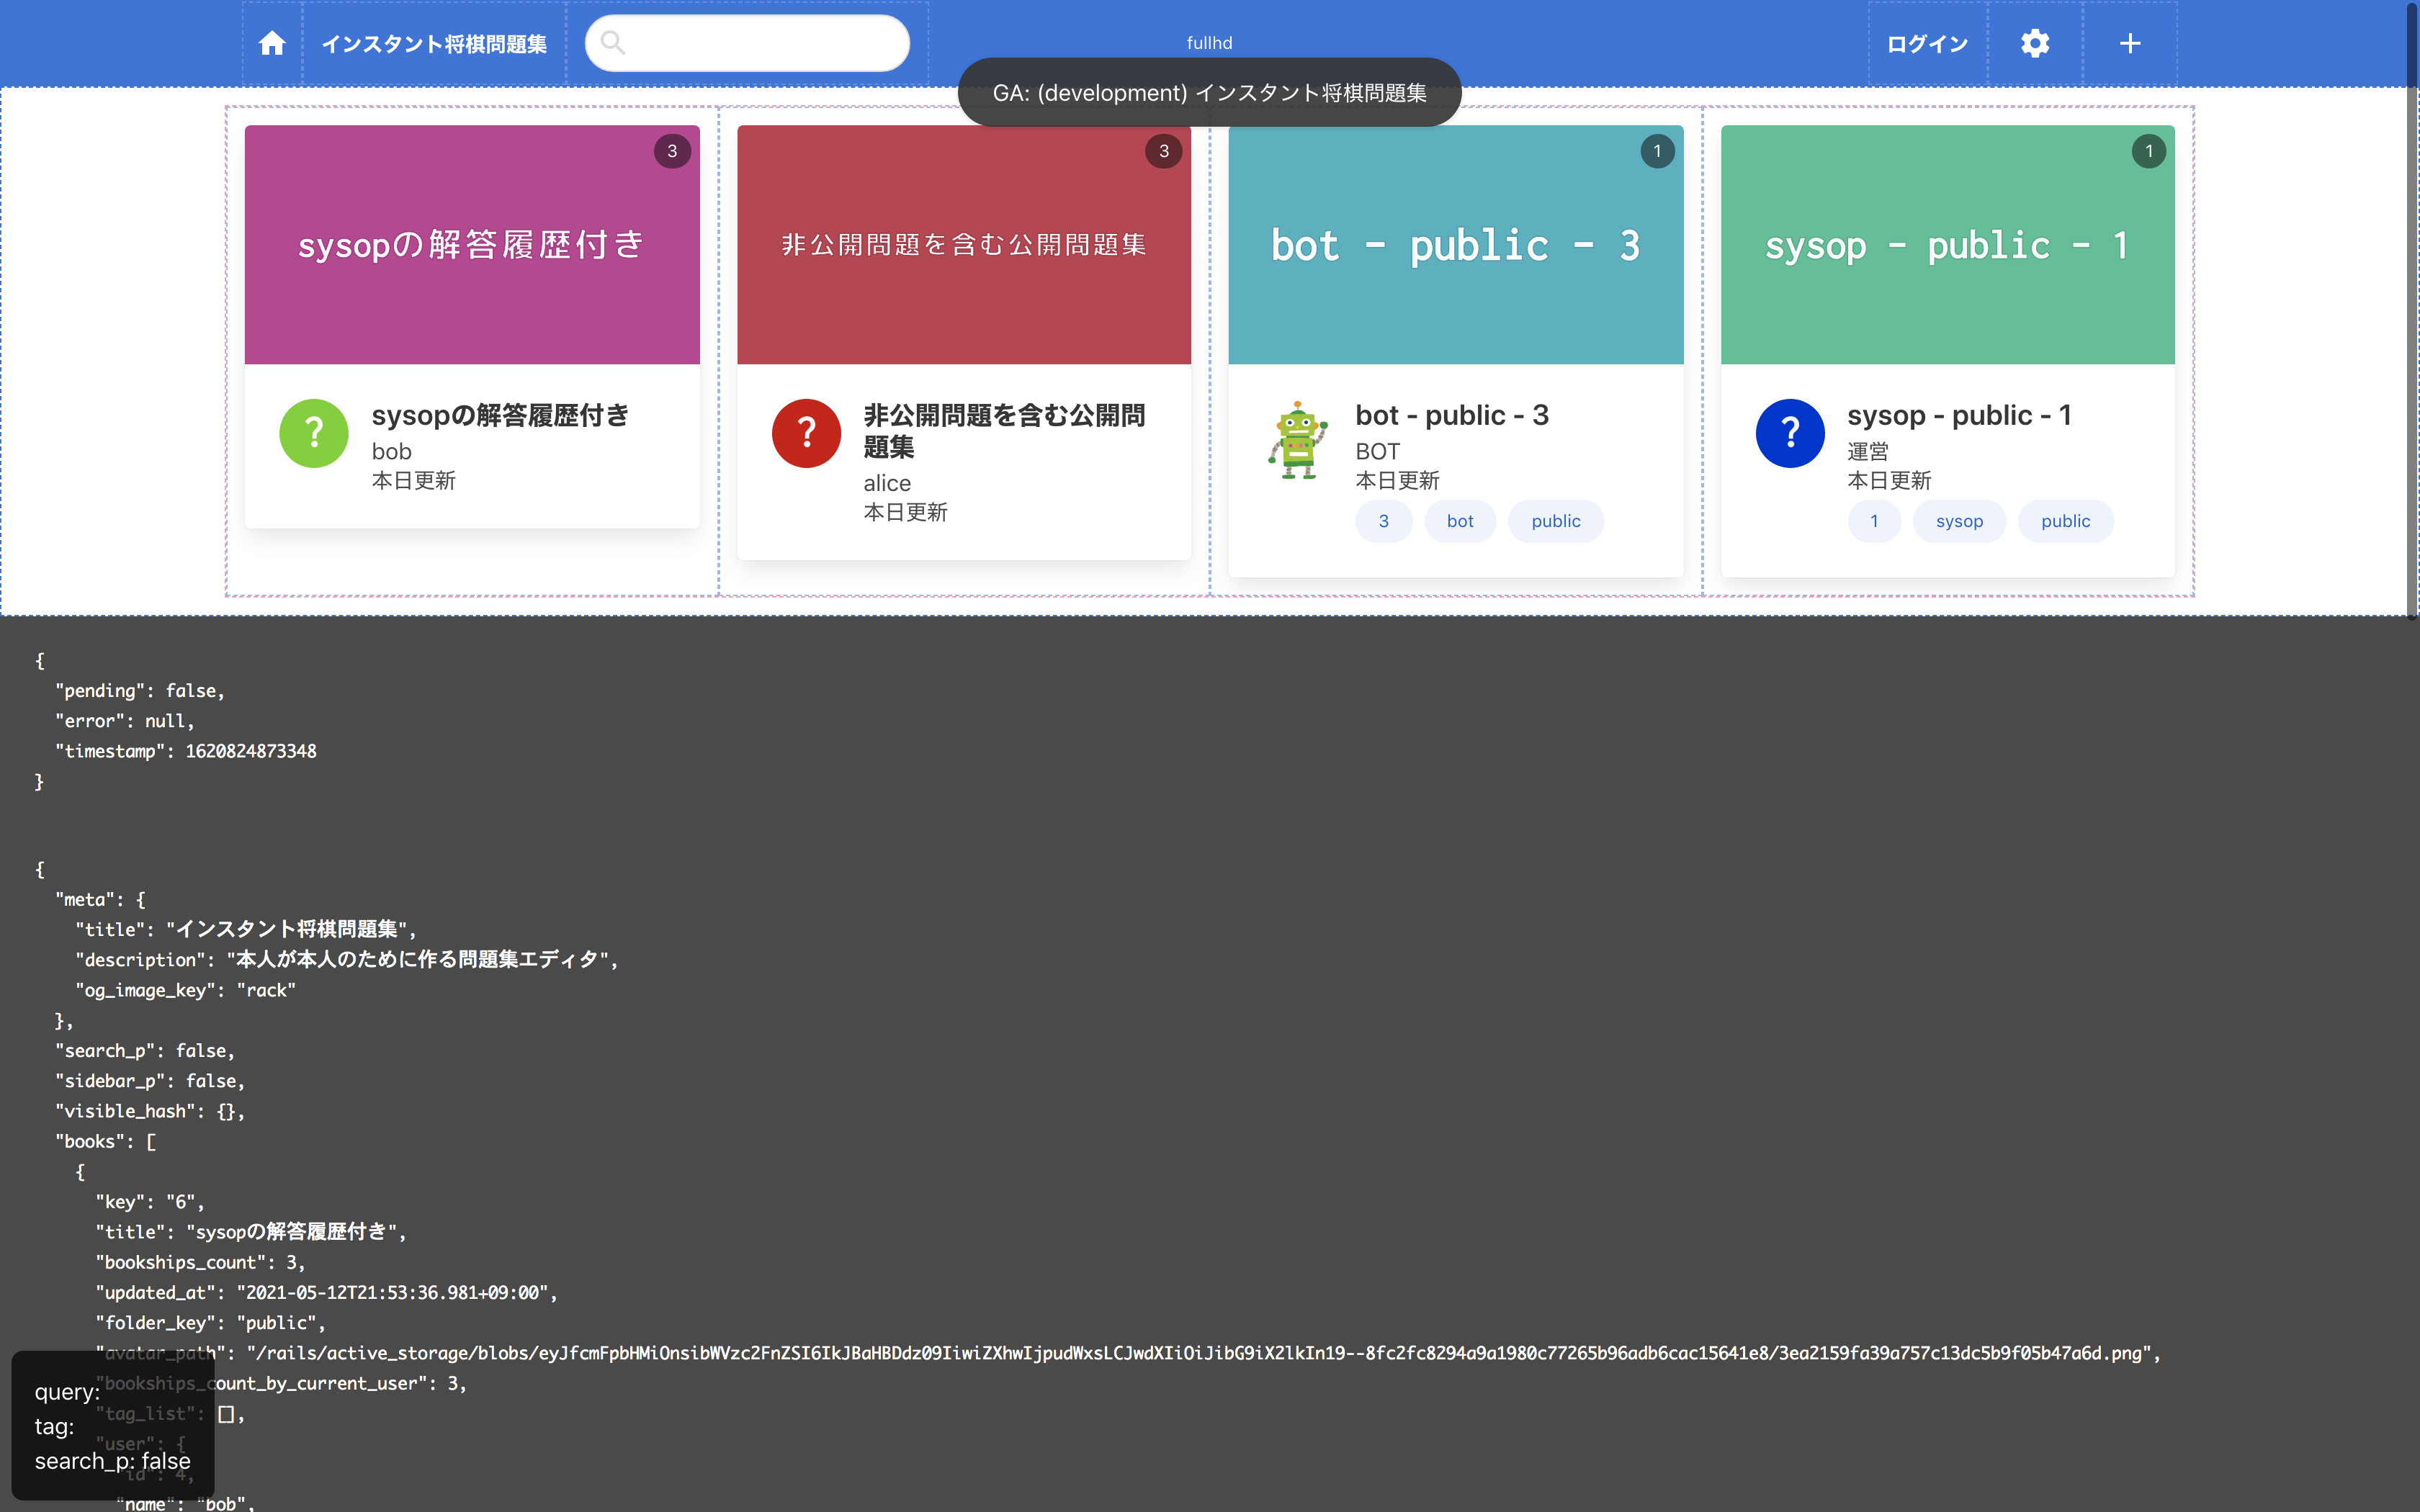 インスタント将棋問題集
fullhd
ログイン
GA: (development) インスタント将棋問題集
3
sysopの解答履歴付き
?
sysopの解答履歴付き
bob
本日更新
3
非公開問題を含む公開問題集
?
非公開問題を含む公開問
題集
alice
本日更新
1
bot - public - 3
bot - public - 3
BOT
本日更新
3 bot public
1
sysop - public - 1
?
sysop - public - 1
運営
本日更新
1 sysop public
{
"pending": false,
"error": null,
"timestamp": 1620824873348
}
{
"meta": {
"title": "インスタント将棋問題集",
"description": "本人が本人のために作る問題集エディタ",
"og_image_key": "rack"
},
"search_p": false,
"sidebar_p": false,
"visible_hash": {},
"books": [
{
"key": "6",
"title": "sysopの解答履歴付き",
"bookships_count": 3,
"updated_at": "2021-05-12T21:53:36.981+09:00",
"folder_key": "public",
"avatar_path": "/rails/active_storage/blobs/eyJfcmFpbHMiOnsibWVzc2FnZSI6IkJBaHBDdz09IiwiZXhwIjpudWxsLCJwdXIiOiJibG9iX2lkIn19--8fc2fc8294a9a1980c77265b96adb6cac15641e8/3ea2159fa39a757c13dc5b9f05b47a6d.png",
"bookships_count_by_current_user": 3,
"tag_list": [],
"user": {
"id": 4,
"name": "bob",
query:
tag:
search_p: false